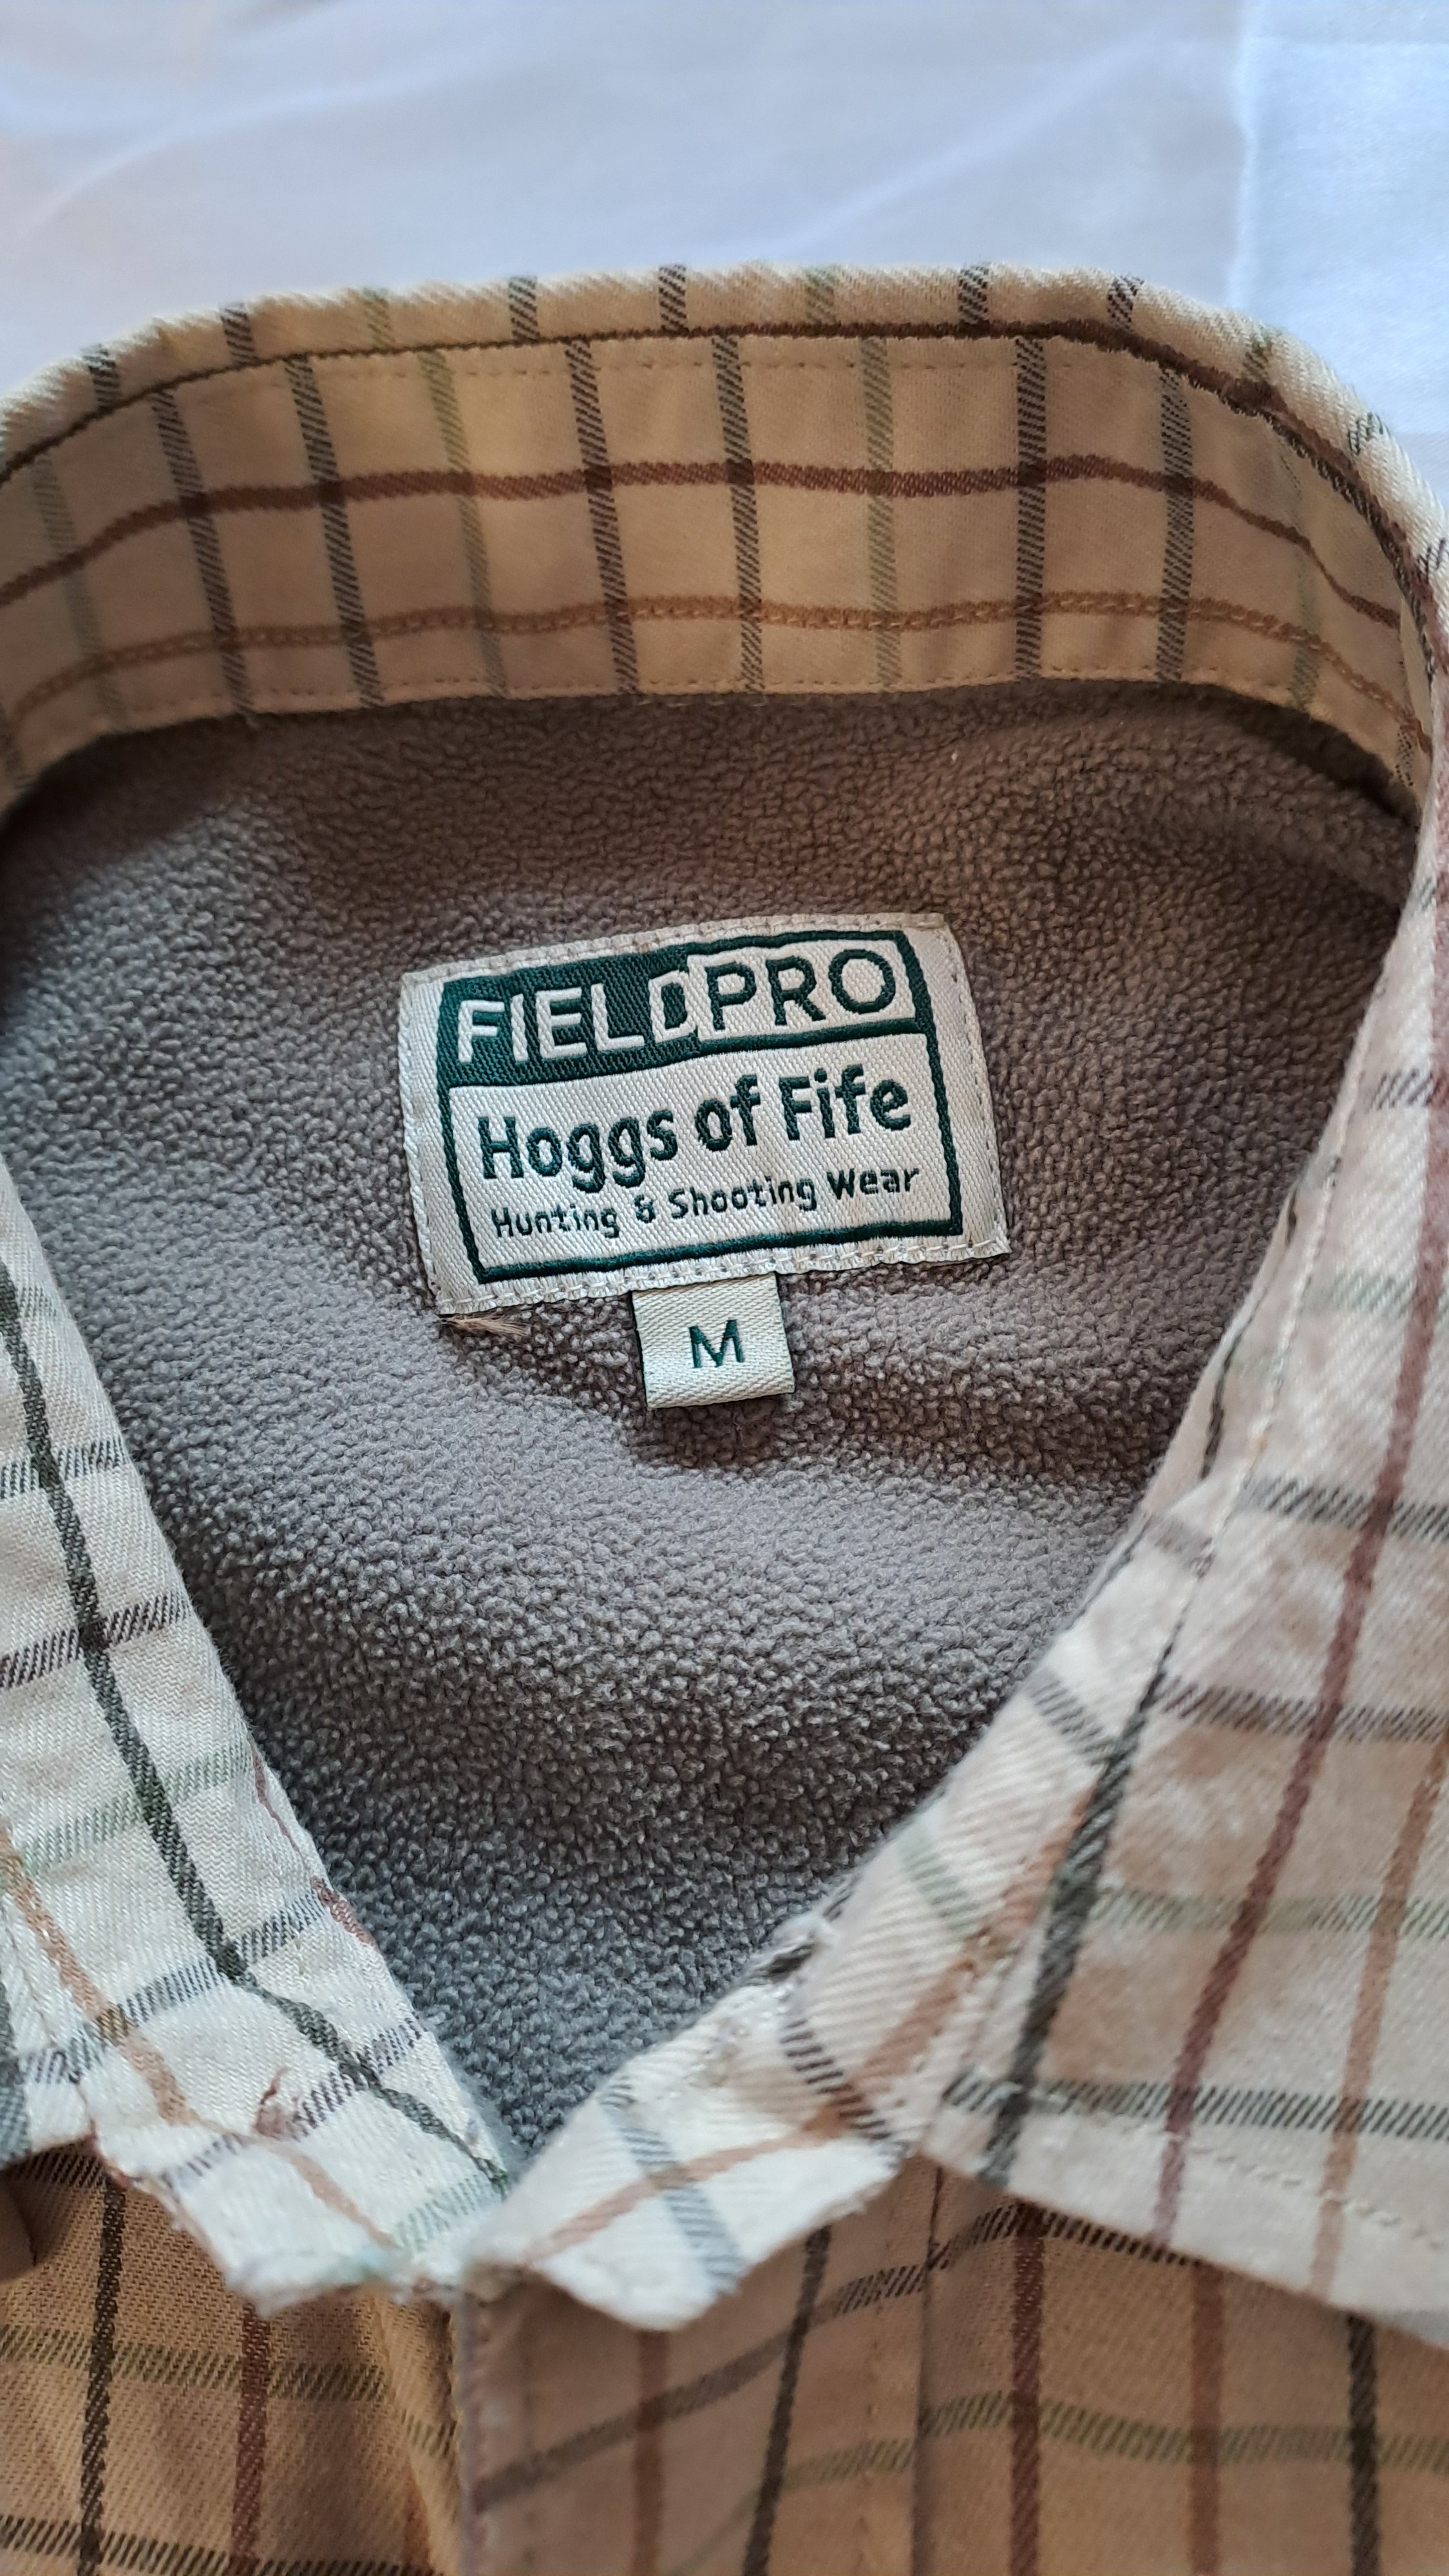 FIELDPRO
Hoggs of Fife
Hunting & Shooting Wear
M